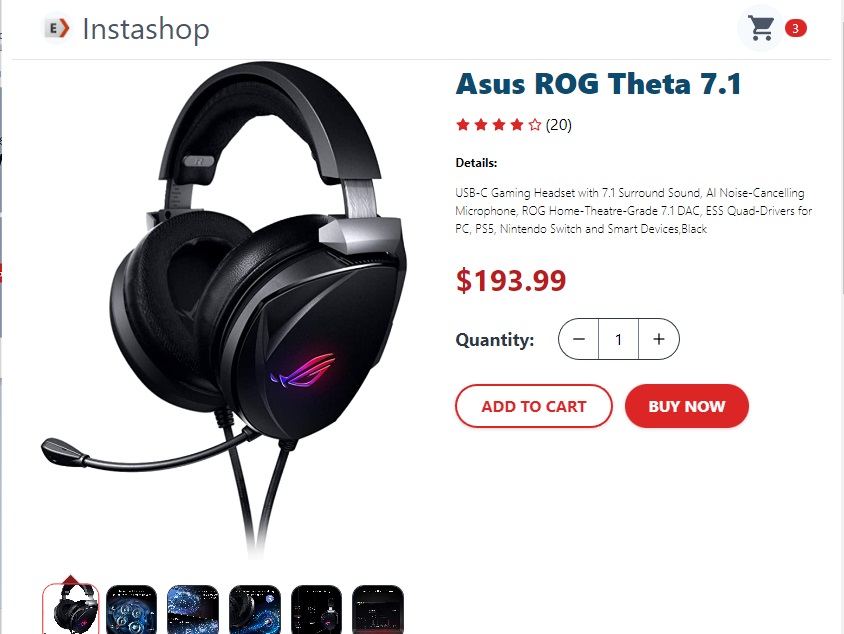 E Instashop
3
Asus ROG Theta 7.1
(20)
Details:
USB-C Gaming Headset with 7.1 Surround Sound, AI Noise-Cancelling
Microphone, ROG Home-Theatre-Grade 7.1 DAC, ESS Quad-Drivers for
PC, PS5, Nintendo Switch and Smart Devices,Black
$193.99
Quantity: − 1 +
ADD TO CART BUY NOW